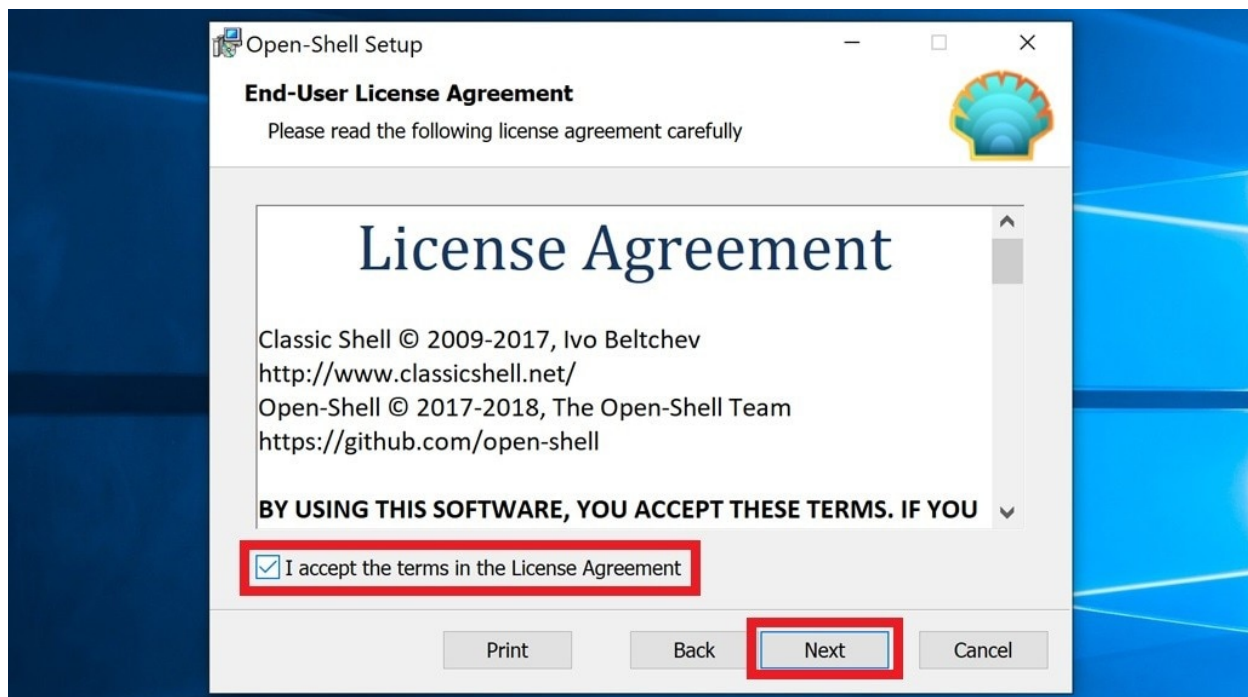 Open-Shell Setup
End-User License Agreement
Please read the following license agreement carefully
License Agreement
Classic Shell © 2009-2017, Ivo Beltchev
http://www.classicshell.net/
Open-Shell © 2017-2018, The Open-Shell Team
https://github.com/open-shell
BY USING THIS SOFTWARE, YOU ACCEPT THESE TERMS. IF YOU
I accept the terms in the License Agreement
Print Back Next Cancel